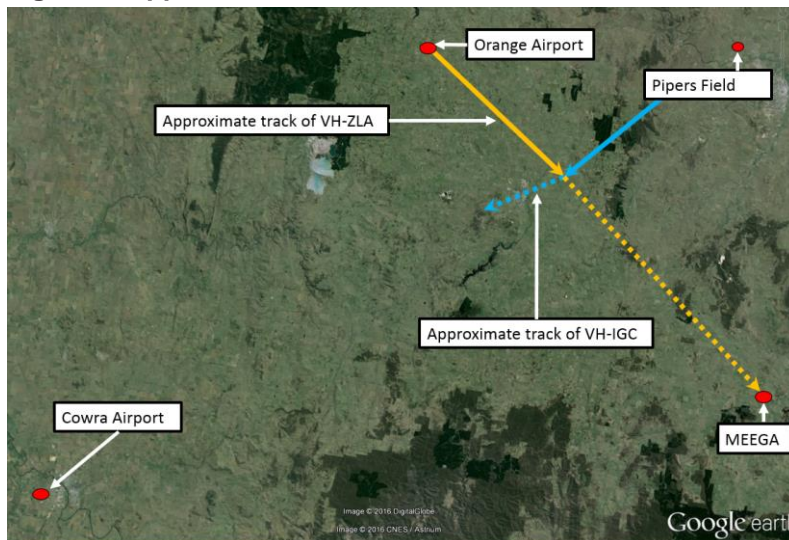 Orange Airport
Pipers Field
Approximate track of VH-ZLA
Approximate track of VH-IGC
Cowra Airport
MEEGA
Image © 2016 DigitalGlobe
Image © 2016 CNES / Astrium
Google earth